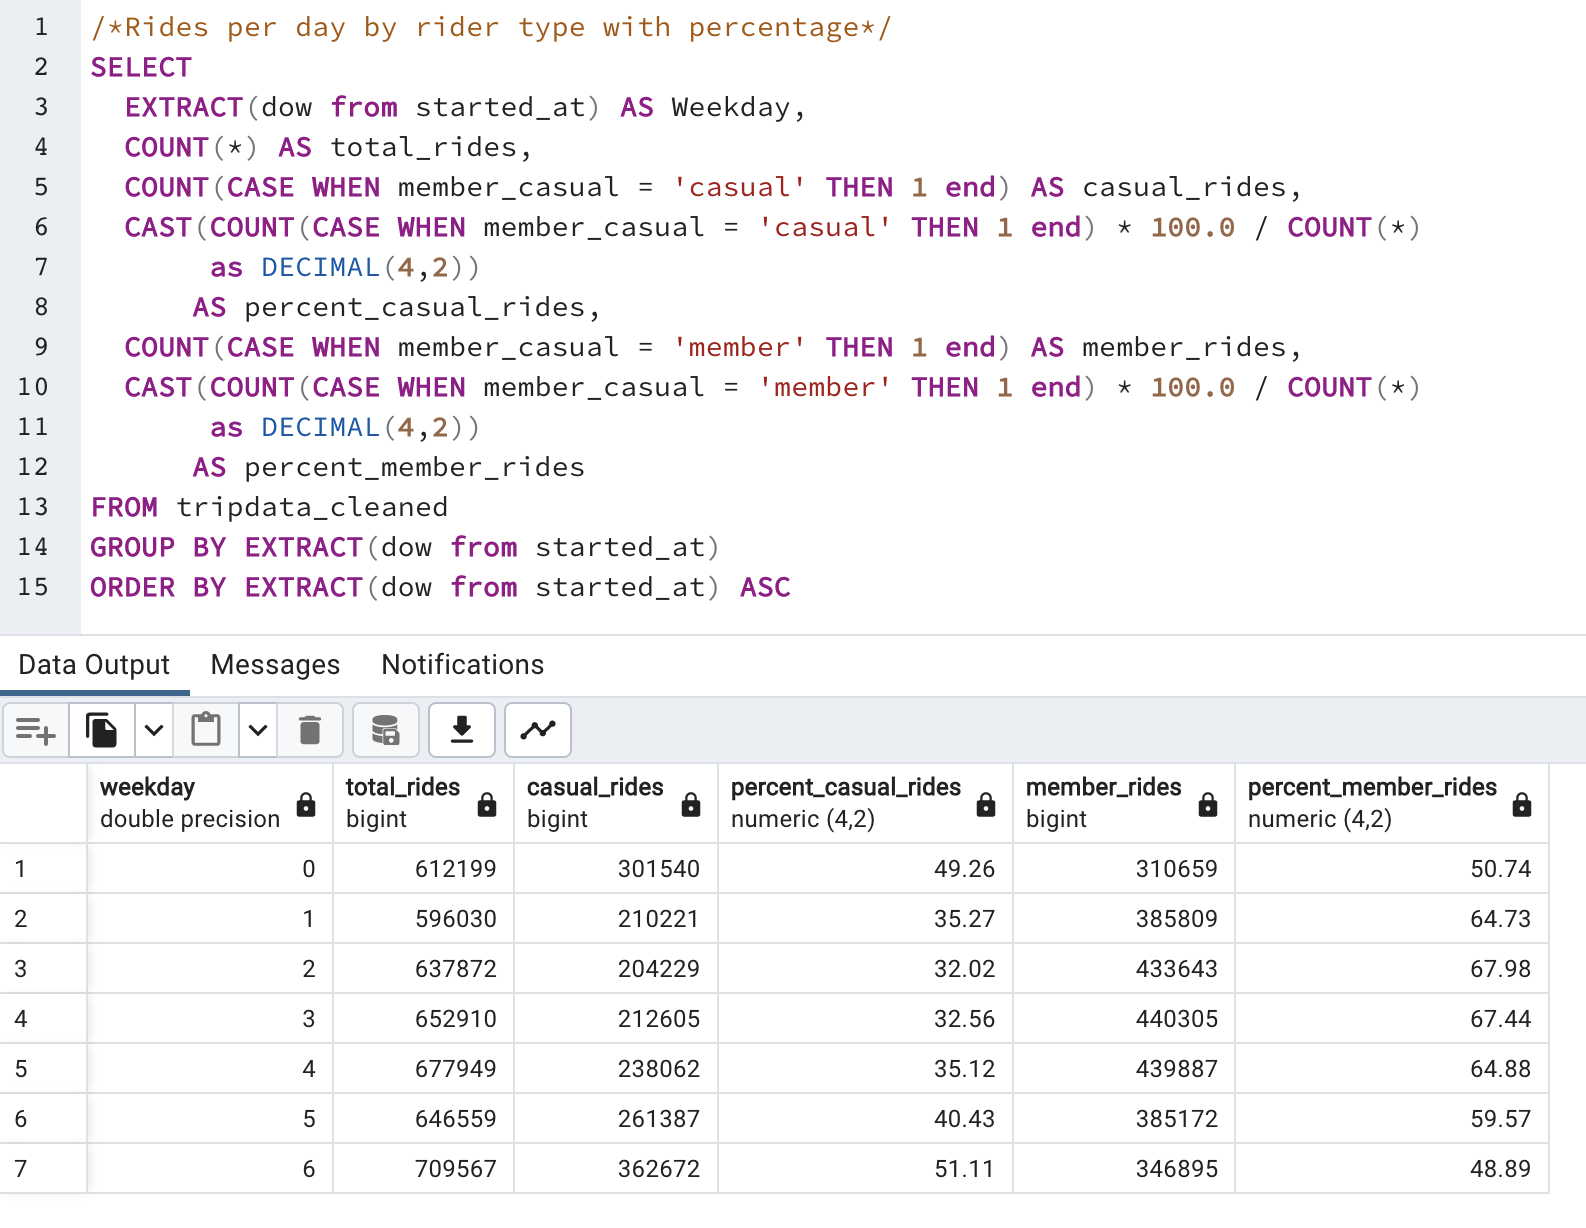 1 /*Rides per day by rider type with percentage*/
2 SELECT
3 EXTRACT(dow from started_at) AS Weekday,
4 COUNT(*) AS total_rides,
5 COUNT(CASE WHEN member_casual = 'casual' THEN 1 end) AS casual_rides,
6 CAST(COUNT(CASE WHEN member_casual = 'casual' THEN 1 end) * 100.0 / COUNT(*)
7 as DECIMAL(4,2))
8 AS percent_casual_rides,
9 COUNT(CASE WHEN member_casual = 'member' THEN 1 end) AS member_rides,
10 CAST(COUNT(CASE WHEN member_casual = 'member' THEN 1 end) * 100.0 / COUNT(*)
11 as DECIMAL(4,2))
12 AS percent_member_rides
13 FROM tripdata_cleaned
14 GROUP BY EXTRACT(dow from started_at)
15 ORDER BY EXTRACT(dow from started_at) ASC
Data Output Messages Notifications
weekday total_rides casual_rides percent_casual_rides member_rides percent_member_rides
double precision bigint bigint numeric (4,2) bigint numeric (4,2)
1 0 612199 301540 49.26 310659 50.74
2 1 596030 210221 35.27 385809 64.73
3 2 637872 204229 32.02 433643 67.98
4 3 652910 212605 32.56 440305 67.44
5 4 677949 238062 35.12 439887 64.88
6 5 646559 261387 40.43 385172 59.57
7 6 709567 362672 51.11 346895 48.89